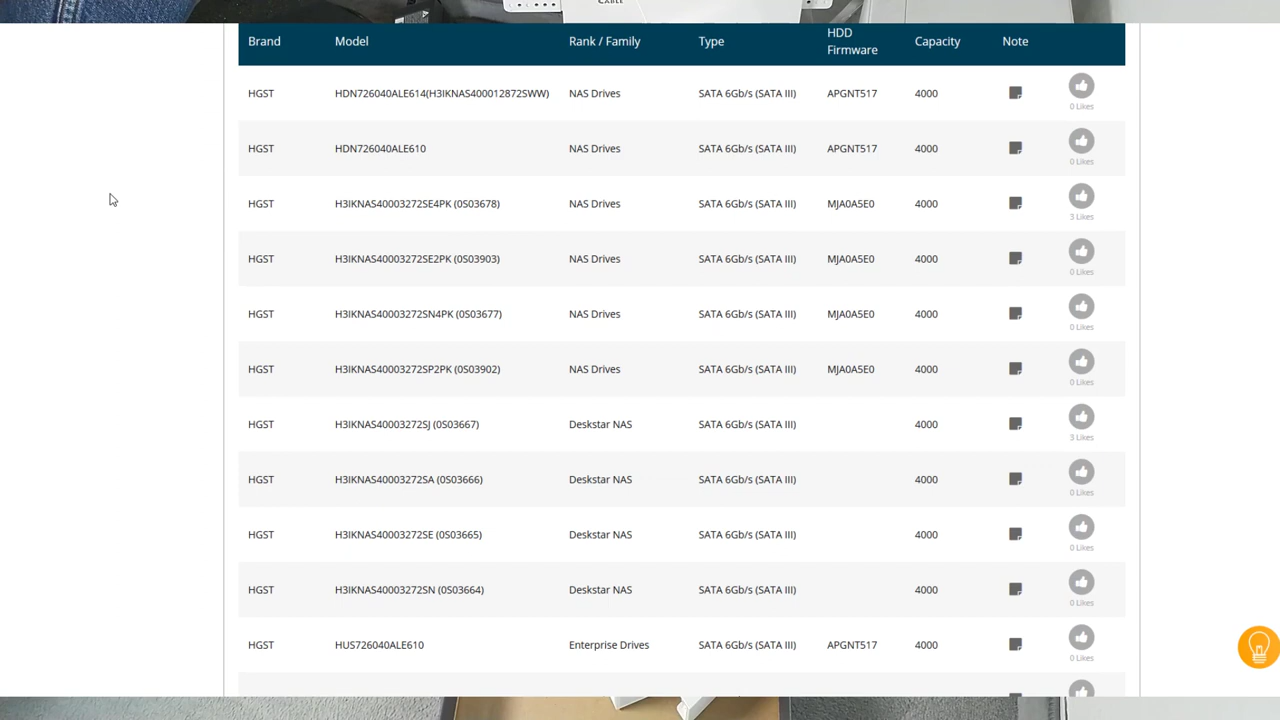 CABLE
Brand Model Rank / Family Type HDD Firmware Capacity Note
HGST HDN726040ALE614(H3IKNAS400012872SWW) NAS Drives SATA 6Gb/s (SATA III) APGNT517 4000
0 Likes
HGST HDN726040ALE610 NAS Drives SATA 6Gb/s (SATA III) APGNT517 4000
0 Likes
HGST H3IKNAS40003272SE4PK (0S03678) NAS Drives SATA 6Gb/s (SATA III) MJA0A5E0 4000
3 Likes
HGST H3IKNAS40003272SE2PK (0S03903) NAS Drives SATA 6Gb/s (SATA III) MJA0A5E0 4000
0 Likes
HGST H3IKNAS40003272SN4PK (0S03677) NAS Drives SATA 6Gb/s (SATA III) MJA0A5E0 4000
0 Likes
HGST H3IKNAS40003272SP2PK (0S03902) NAS Drives SATA 6Gb/s (SATA III) MJA0A5E0 4000
0 Likes
HGST H3IKNAS40003272SJ (0S03667) Deskstar NAS SATA 6Gb/s (SATA III) 4000
3 Likes
HGST H3IKNAS40003272SA (0S03666) Deskstar NAS SATA 6Gb/s (SATA III) 4000
0 Likes
HGST H3IKNAS40003272SE (0S03665) Deskstar NAS SATA 6Gb/s (SATA III) 4000
0 Likes
HGST H3IKNAS40003272SN (0S03664) Deskstar NAS SATA 6Gb/s (SATA III) 4000
0 Likes
HGST HUS726040ALE610 Enterprise Drives SATA 6Gb/s (SATA III) APGNT517 4000
0 Likes